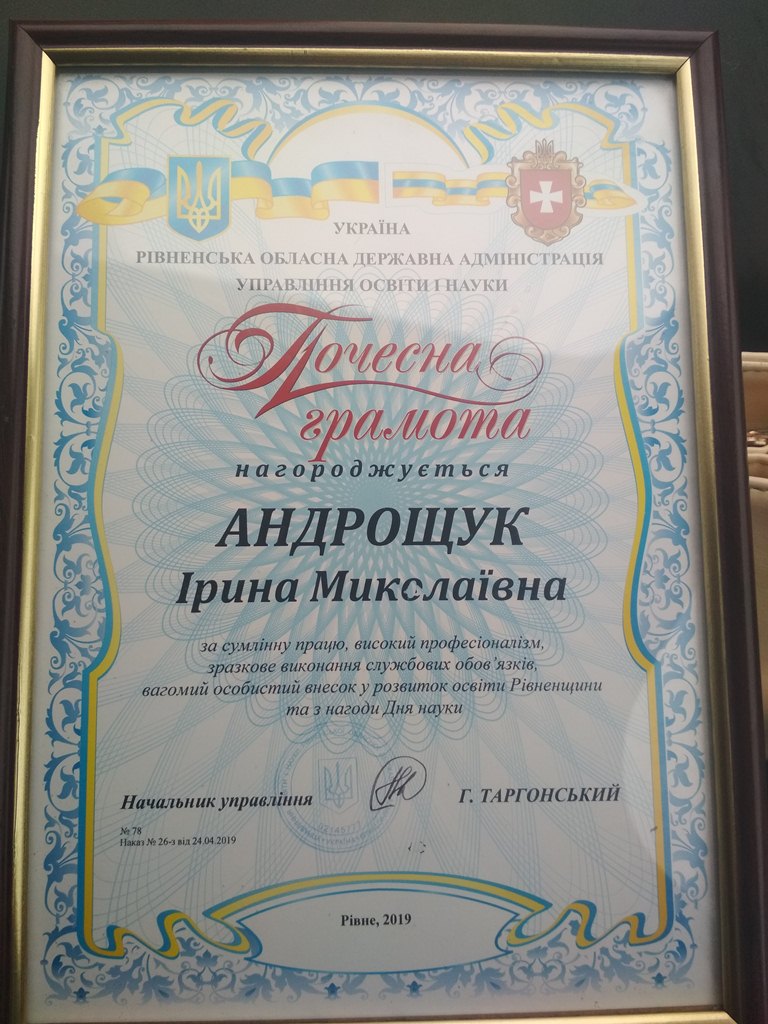 УКРАЇНА
РІВНЕНСЬКА ОБЛАСНА ДЕРЖАВНА АДМІНІСТРАЦІЯ
УПРАВЛІННЯ ОСВІТИ І НАУКИ
Почесна
грамота
нагороджується
АНДРОЩУК
Ірина Миколаївна
за сумлінну працю, високий професіоналізм,
зразкове виконання службових обов’язків,
вагомий особистий внесок у розвиток освіти Рівненщини
та з нагоди Дня науки
Начальник управління Г. ТАРГОНСЬКИЙ
№ 78
Наказ № 26-з від 24.04.2019
Рівне, 2019